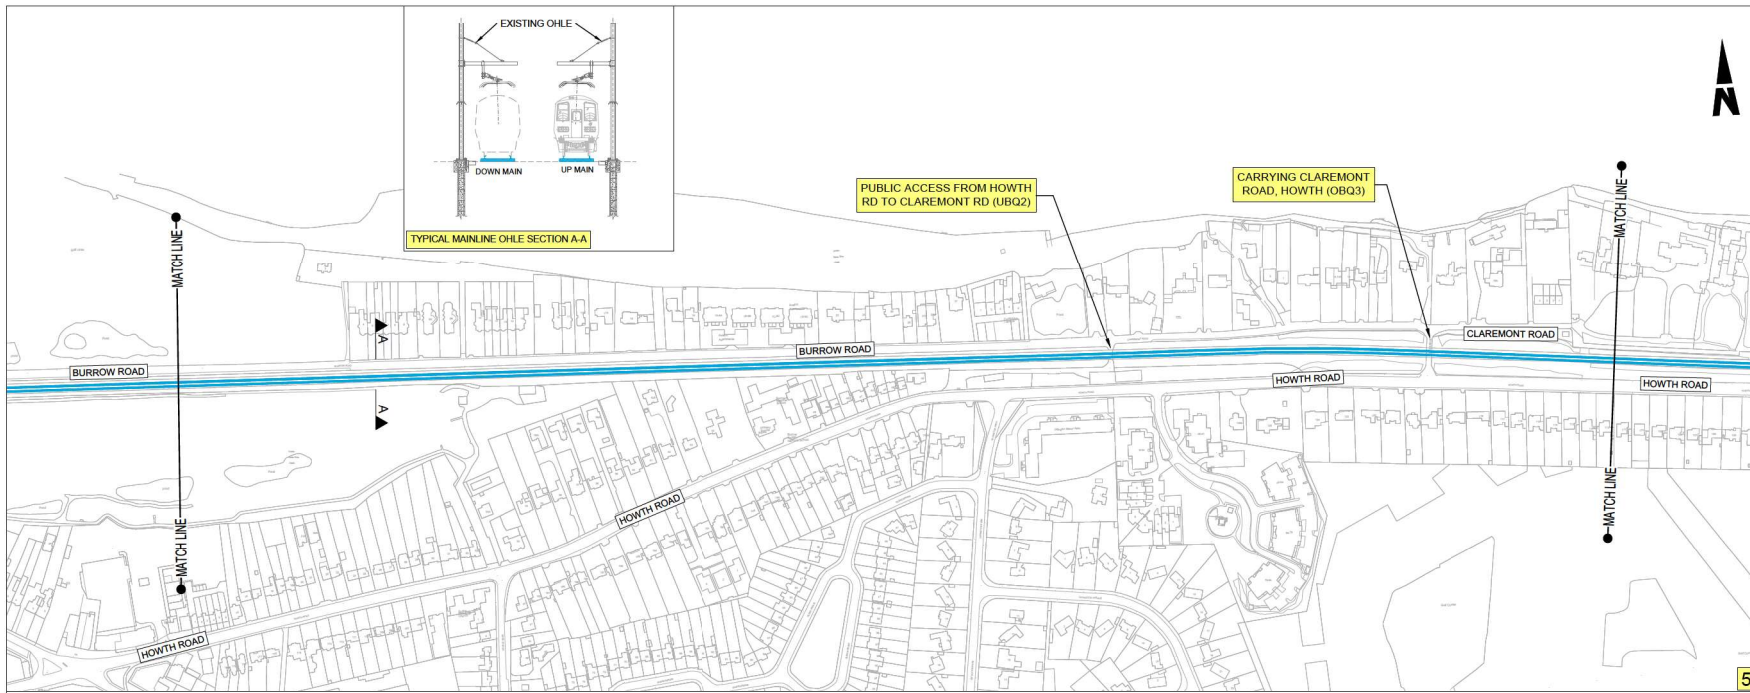 EXISTING OHLE
DOWN MAIN
UP MAIN
TYPICAL MAINLINE OHLE SECTION A-A
N
PUBLIC ACCESS FROM HOWTH
RD TO CLAREMONT RD (UBQ2)
CARRYING CLAREMONT
ROAD, HOWTH (OBQ3)
MATCH LINE
MATCH LINE
A
BURROW ROAD
BURROW ROAD
CLAREMONT ROAD
HOWTH ROAD
HOWTH ROAD
A
HOWTH ROAD
MATCH LINE
MATCH LINE
HOWTH ROAD
5